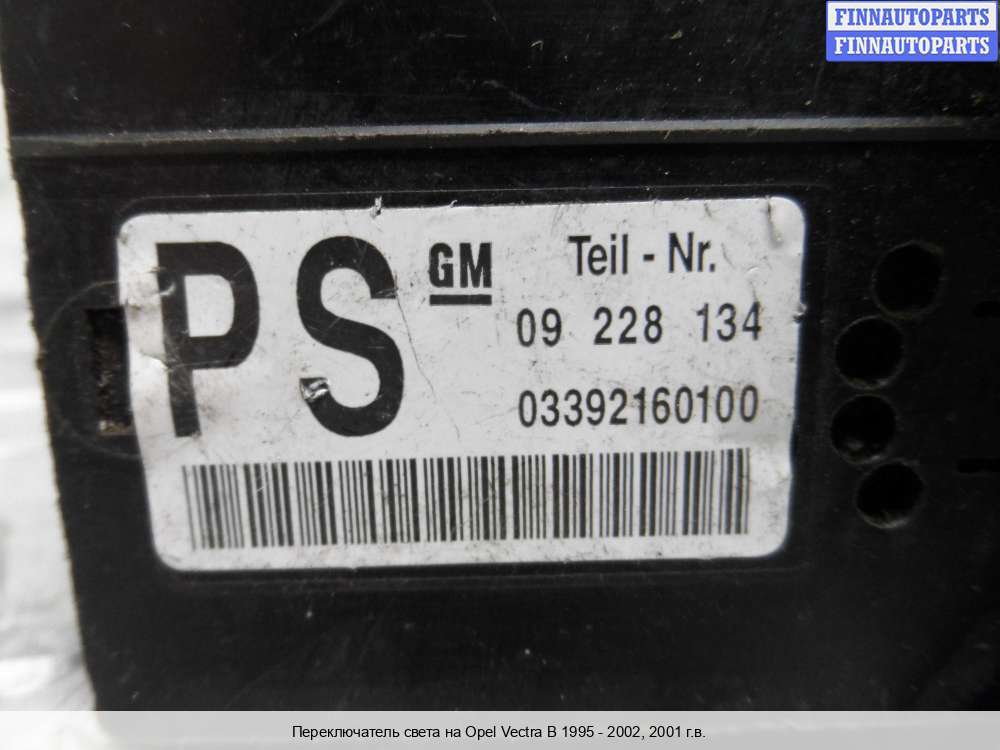 FINNAUTOPARTS
FINNAUTOPARTS
PS
GM
Teil - Nr.
09 228 134
03392160100
Переключатель света на Opel Vectra B 1995 - 2002, 2001 г.в.